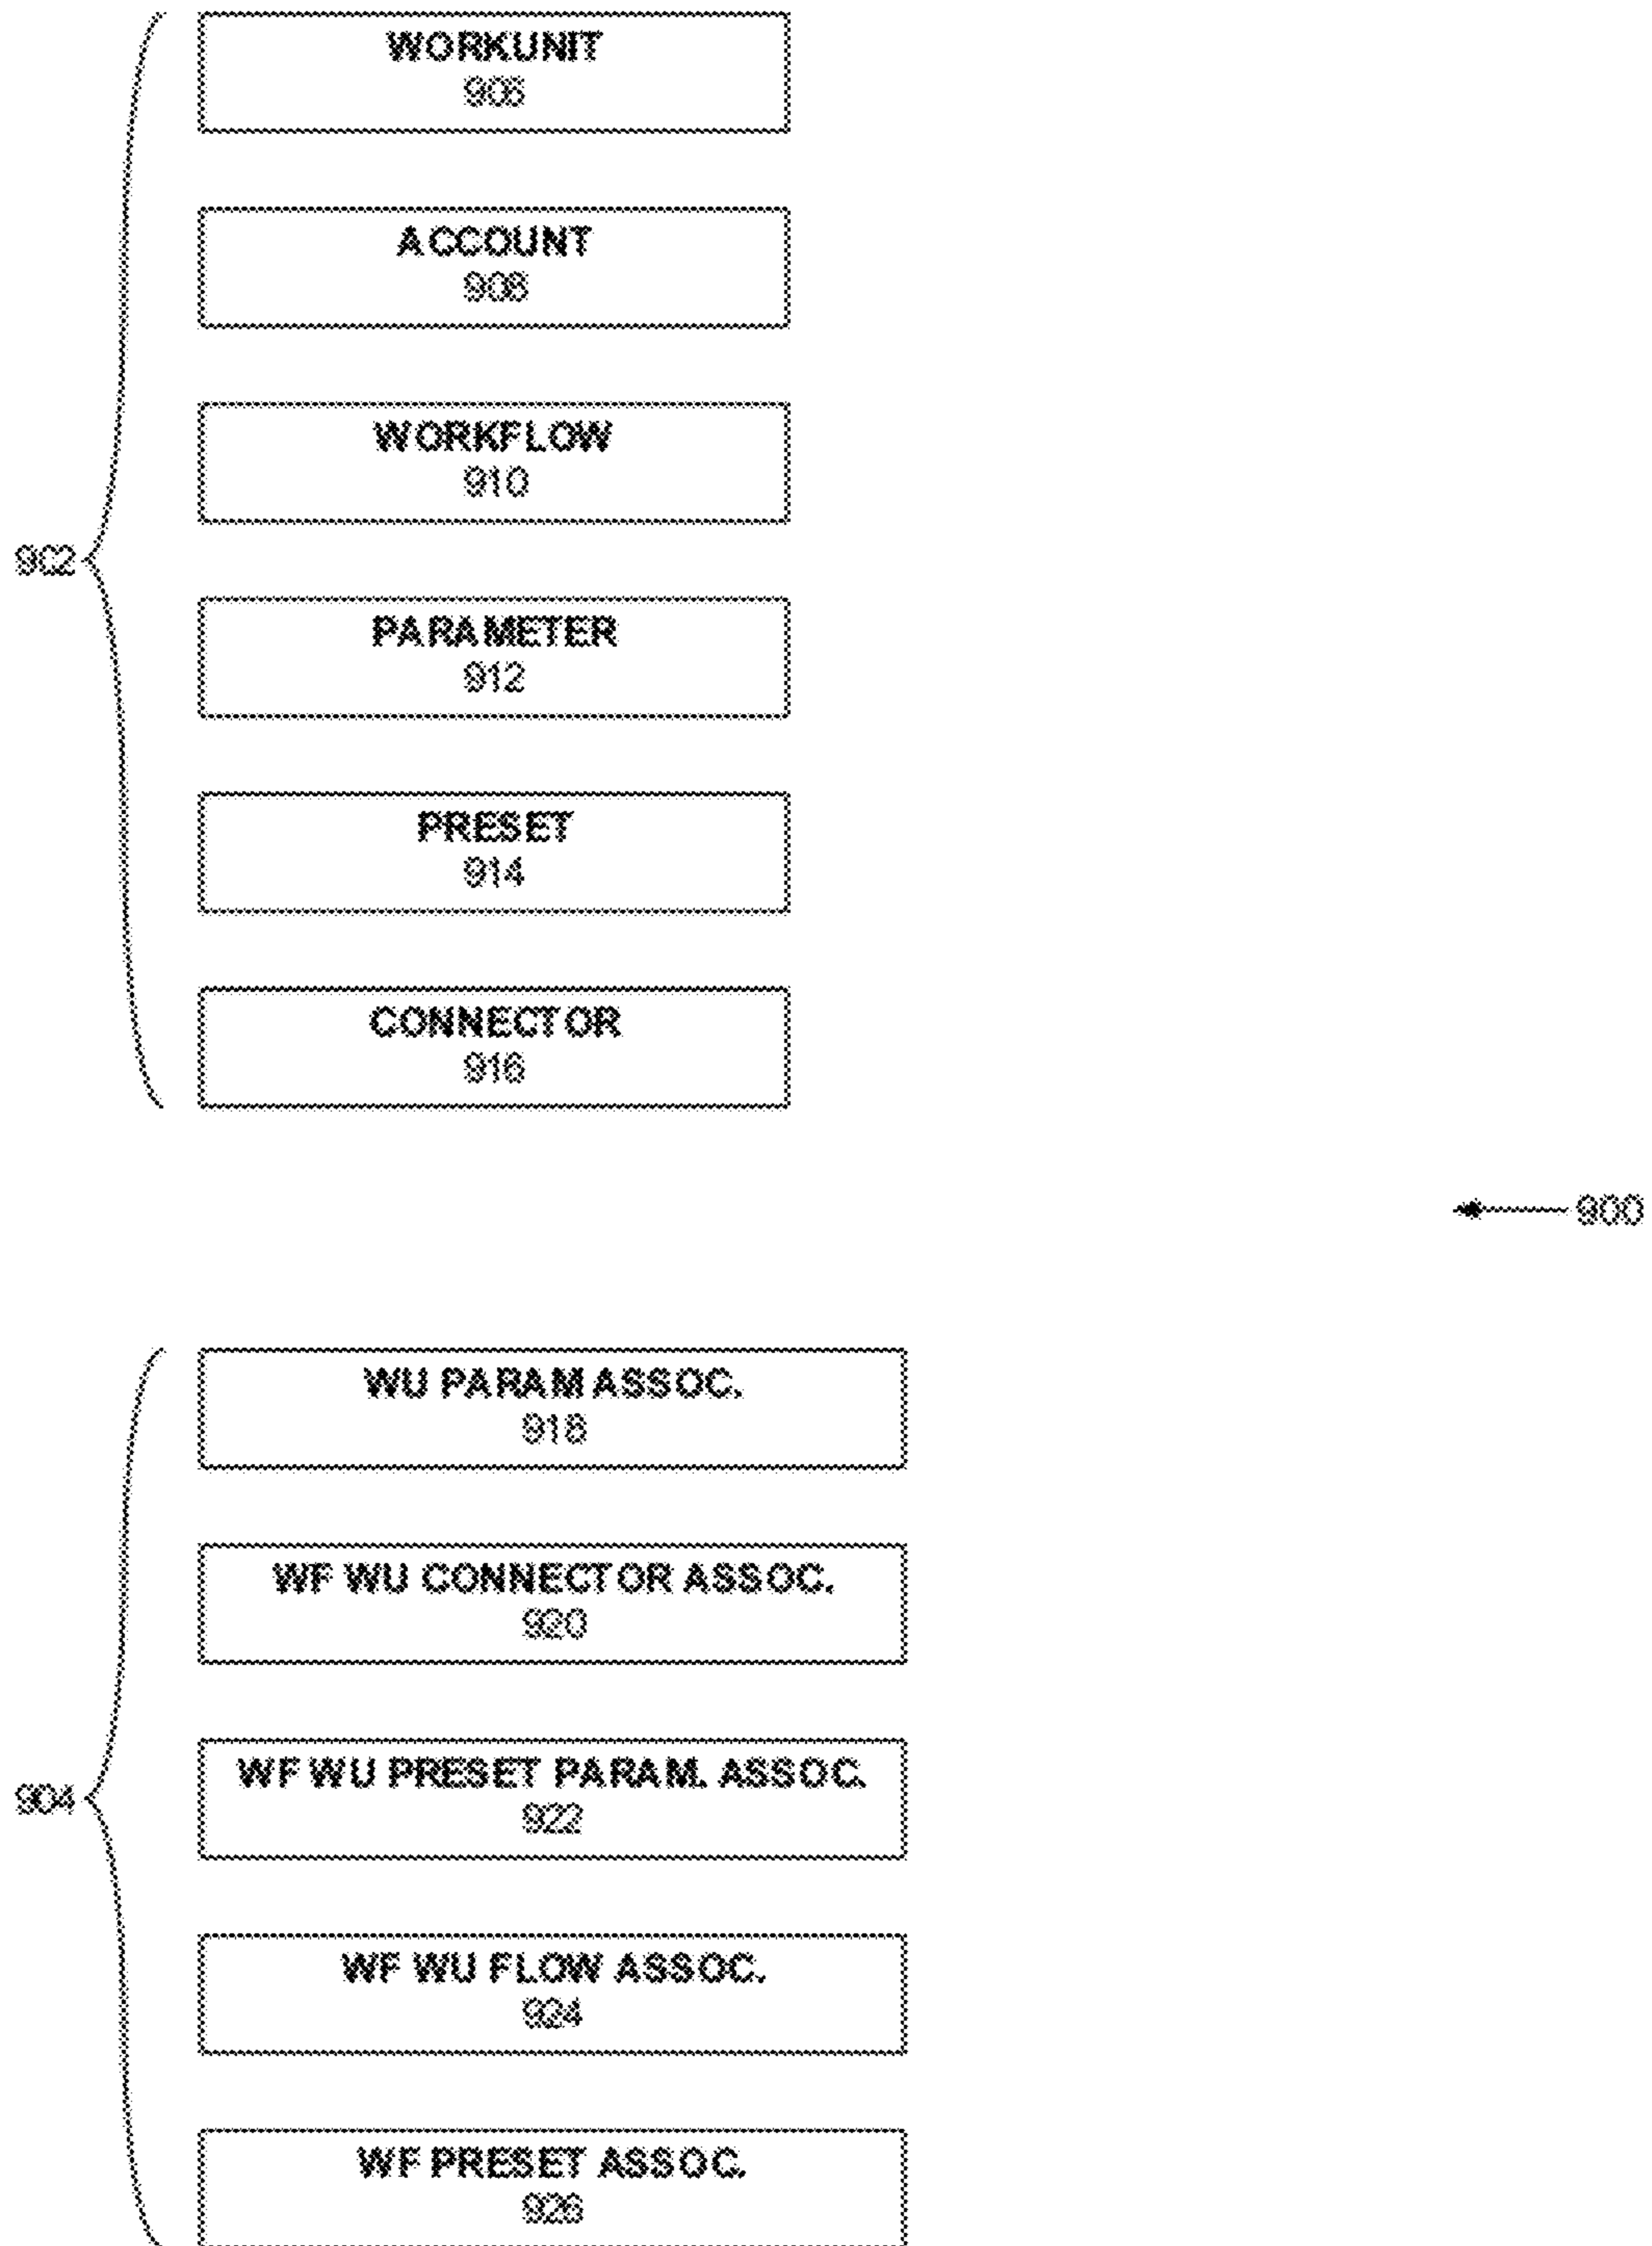 WORKUNIT
906
ACCOUNT
908
WORKFLOW
910
902
PARAMETER
912
PRESET
914
CONNECTOR
916
900
WU PARAM ASSOC.
918
WF WU CONNECTOR ASSOC.
920
WF WU PRESET PARAM. ASSOC.
922
904
WF WU FLOW ASSOC.
924
WF PRESET ASSOC.
926